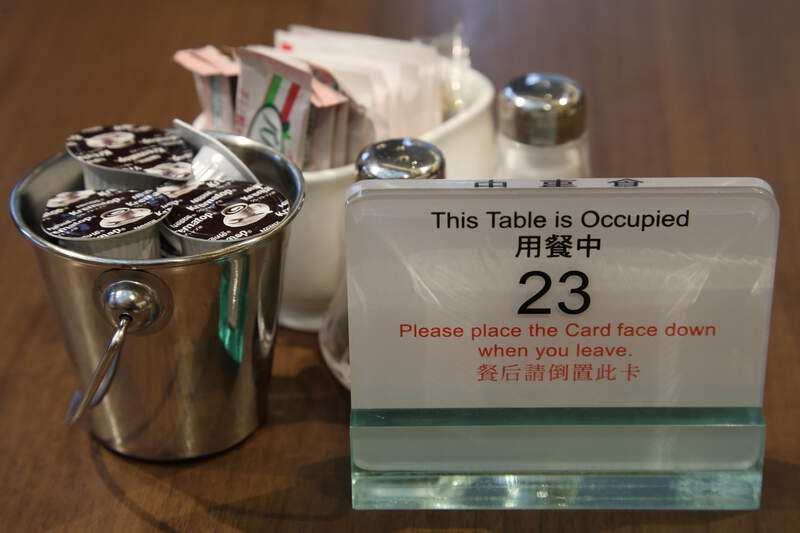 This Table is Occupied
用餐中
23
Please place the Card face down
when you leave.
餐后請倒置此卡